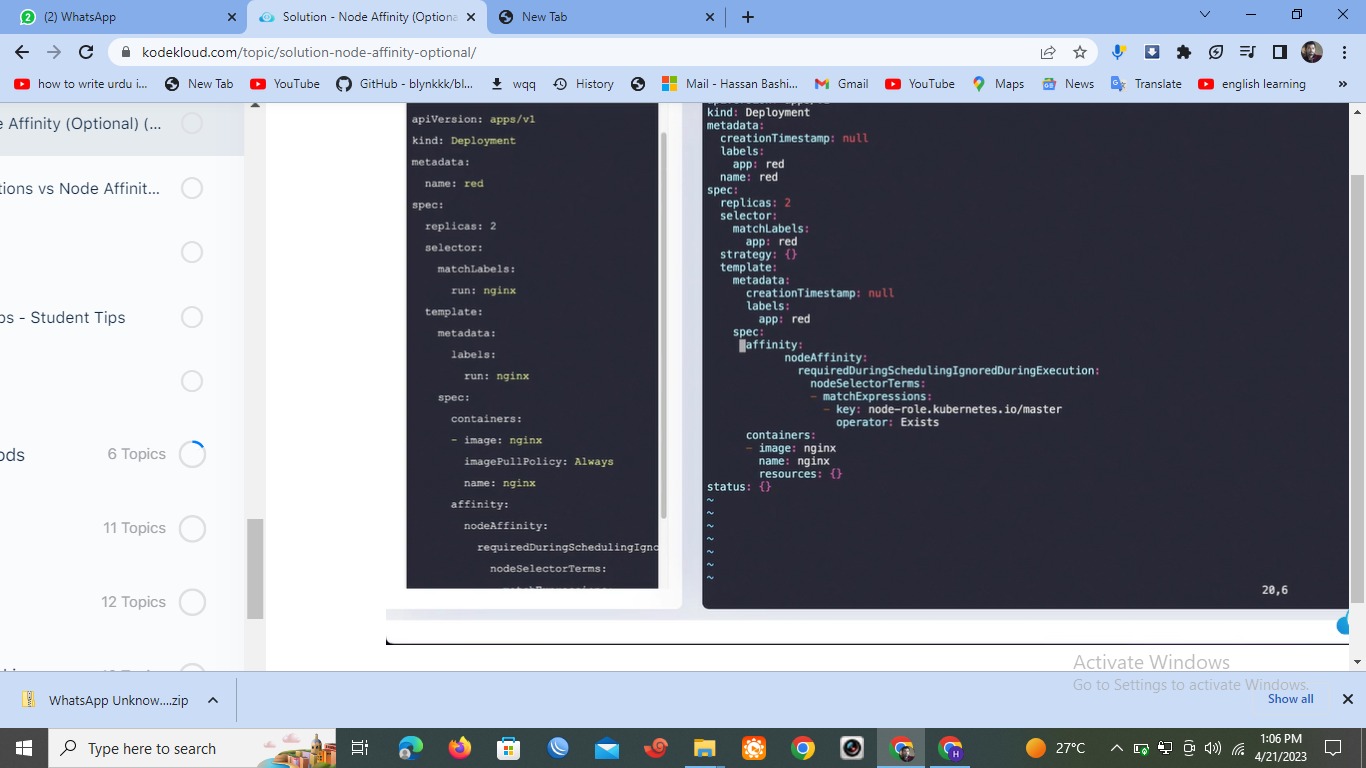 (2) WhatsApp
Solution - Node Affinity (Optiona
New Tab
kodekloud.com/topic/solution-node-affinity-optional/
how to write urdu i...
New Tab
YouTube
GitHub - blynkkk/bl...
wqq
History
Mail - Hassan Bashi...
Gmail
YouTube
Maps
News
Translate
english learning
»
e Affinity (Optional) (...
tions vs Node Affinit...
os - Student Tips
ods
6 Topics
11 Topics
12 Topics
apiVersion: apps/v1
kind: Deployment
metadata:
name: red
spec:
replicas: 2
selector:
matchLabels:
run: nginx
template:
metadata:
labels:
run: nginx
spec:
containers:
- image: nginx
imagePullPolicy: Always
name: nginx
affinity:
nodeAffinity:
requiredDuringSchedulingIgno
nodeSelectorTerms:
kind: Deployment
metadata:
creationTimestamp: null
labels:
app: red
name: red
spec:
replicas: 2
selector:
matchLabels:
app: red
strategy: {}
template:
metadata:
creationTimestamp: null
labels:
app: red
spec:
affinity:
nodeAffinity:
requiredDuringSchedulingIgnoredDuringExecution:
nodeSelectorTerms:
- matchExpressions:
- key: node-role.kubernetes.io/master
operator: Exists
containers:
- image: nginx
name: nginx
resources: {}
status: {}
~
~
~
~
~
~
~
20,6
Activate Windows
Go to Settings to activate Windows.
WhatsApp Unknow....zip
Show all
Type here to search
27°C
1:06 PM
4/21/2023